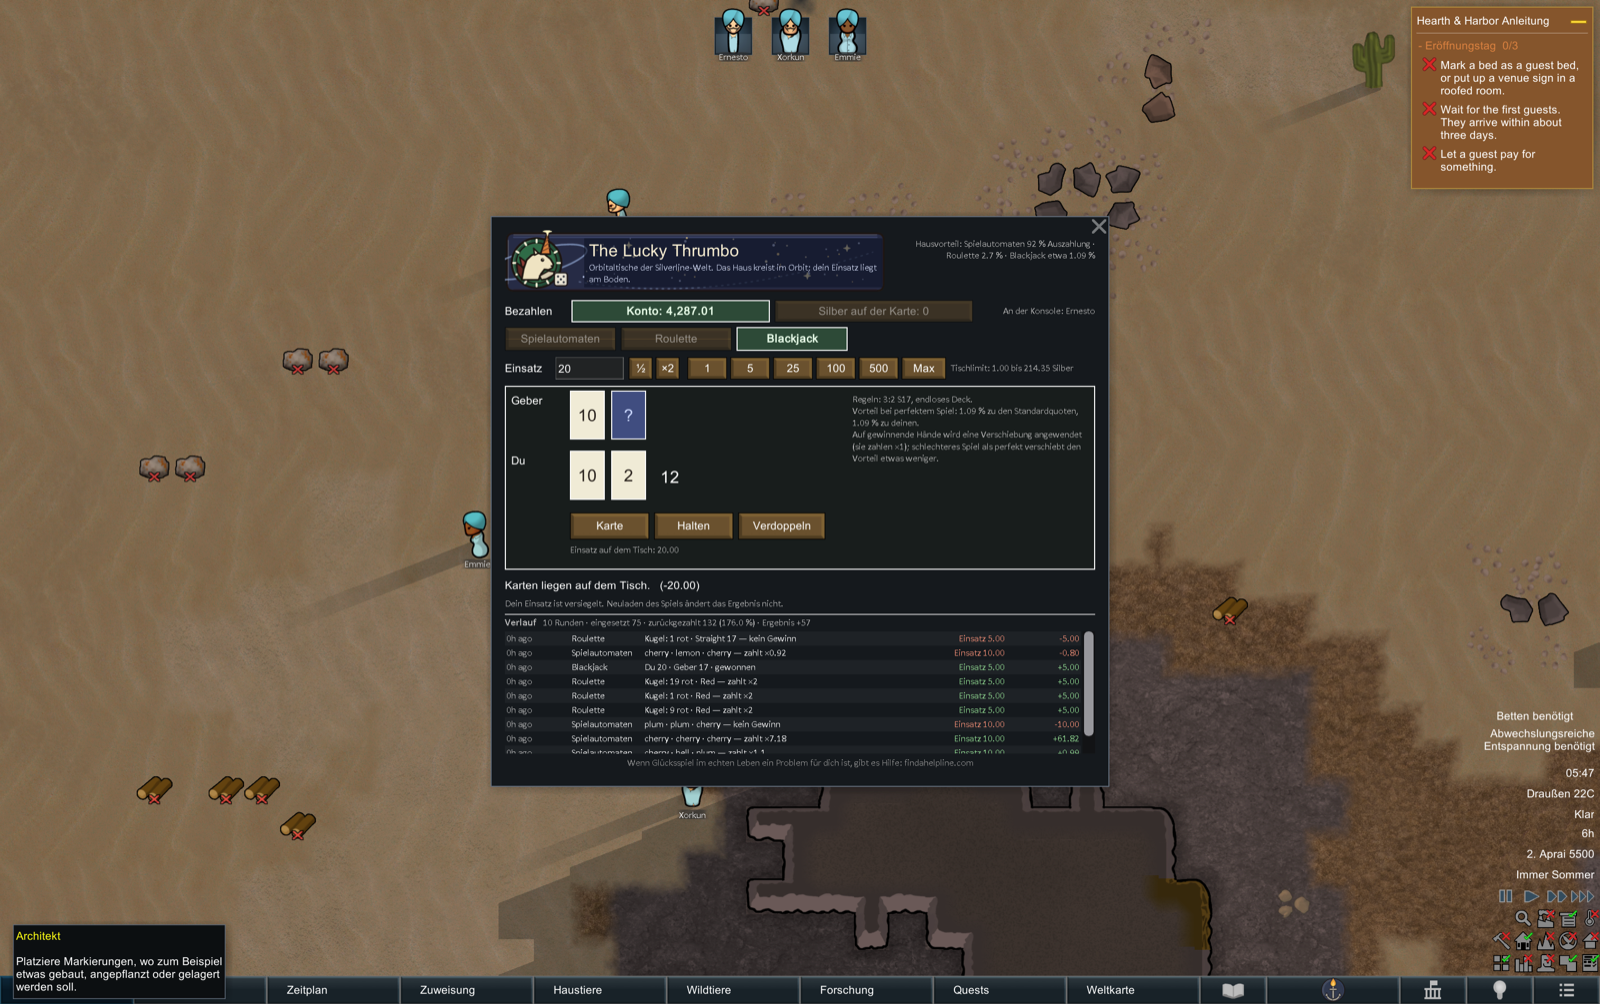 Ernesto
Xorkun
Emmie
Hearth & Harbor Anleitung
- Eröffnungstag 0/3
Mark a bed as a guest bed,
or put up a venue sign in a
roofed room.
Wait for the first guests.
They arrive within about
three days.
Let a guest pay for
something.
The Lucky Thrumbo
Orbitaltische der Silverline-Welt. Das Haus kreist im Orbit; dein Einsatz liegt
am Boden.
Hausvorteil: Spielautomaten 92 % Auszahlung ·
Roulette 2.7 % · Blackjack etwa 1.09 %
Bezahlen
Konto: 4,287.01
Silber auf der Karte: 0
An der Konsole: Ernesto
Spielautomaten
Roulette
Blackjack
Einsatz
20
½
×2
1
5
25
100
500
Max
Tischlimit: 1.00 bis 214.35 Silber
Geber
10
?
Regeln: 3:2 S17, endloses Deck.
Vorteil bei perfektem Spiel: 1.09 % zu den Standardquoten,
1.09 % zu deinen.
Auf gewinnende Hände wird eine Verschiebung angewendet
(sie zahlen ×1); schlechteres Spiel als perfekt verschiebt den
Vorteil etwas weniger.
Du
10
2
12
Karte
Halten
Verdoppeln
Einsatz auf dem Tisch: 20.00
Karten liegen auf dem Tisch. (-20.00)
Dein Einsatz ist versiegelt. Neuladen des Spiels ändert das Ergebnis nicht.
Verlauf 10 Runden · eingesetzt 75 · zurückgezahlt 132 (176.0 %) · Ergebnis +57
0h ago Roulette Kugel: 1 rot · Straight 17 — kein Gewinn Einsatz 5.00 -5.00
0h ago Spielautomaten cherry · lemon · cherry — zahlt ×0.92 Einsatz 10.00 -0.80
0h ago Blackjack Du 20 · Geber 17 · gewonnen Einsatz 5.00 +5.00
0h ago Roulette Kugel: 19 rot · Red — zahlt ×2 Einsatz 5.00 +5.00
0h ago Roulette Kugel: 1 rot · Red — zahlt ×2 Einsatz 5.00 +5.00
0h ago Roulette Kugel: 9 rot · Red — zahlt ×2 Einsatz 5.00 +5.00
0h ago Spielautomaten plum · plum · cherry — kein Gewinn Einsatz 10.00 -10.00
0h ago Spielautomaten cherry · cherry · cherry — zahlt ×7.18 Einsatz 10.00 +61.82
0h ago Spielautomaten cherry · bell · plum — zahlt ×1.1 Einsatz 10.00 +0.99
Wenn Glücksspiel im echten Leben ein Problem für dich ist, gibt es Hilfe: findahelpline.com
Emmie
Xorkun
Betten benötigt
Abwechslungsreiche
Entspannung benötigt
05:47
Draußen 22C
Klar
6h
2. Aprai 5500
Immer Sommer
Architekt
Platziere Markierungen, wo zum Beispiel
etwas gebaut, angepflanzt oder gelagert
werden soll.
Zeitplan
Zuweisung
Haustiere
Wildtiere
Forschung
Quests
Weltkarte